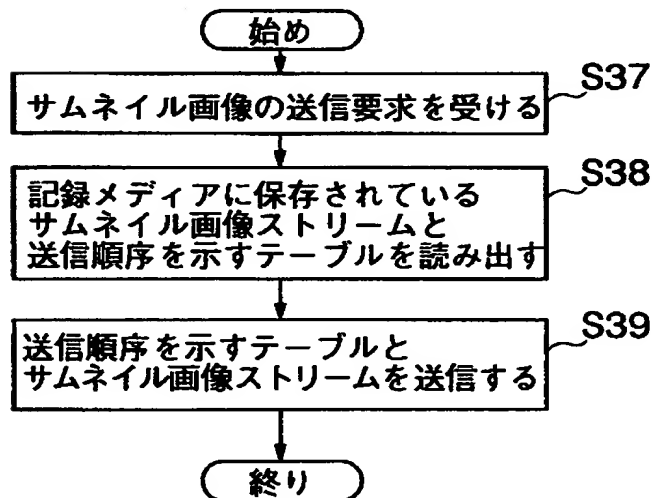 始め
S37
サムネイル画像の送信要求を受ける
S38
記録メディアに保存されている
サムネイル画像ストリームと
送信順序を示すテーブルを読み出す
S39
送信順序を示すテーブルと
サムネイル画像ストリームを送信する
終り